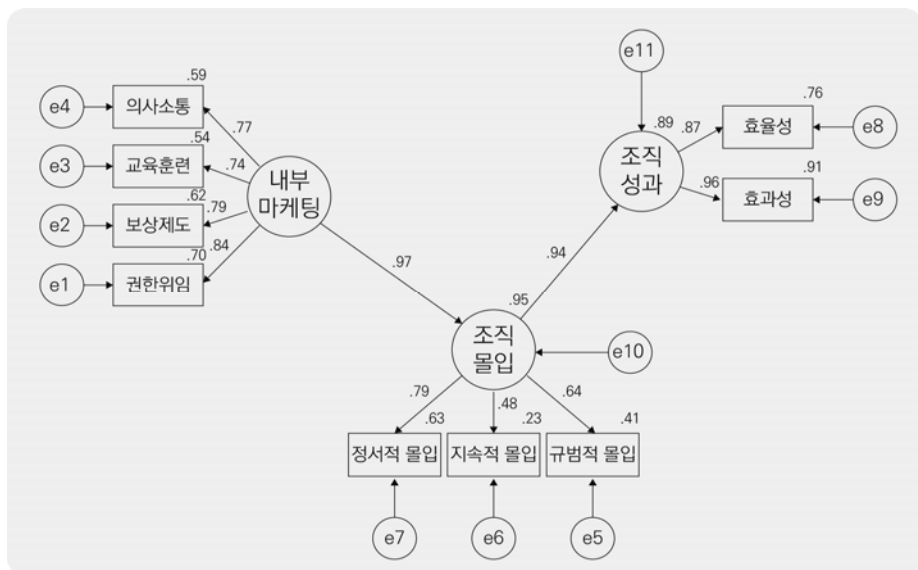 e11
.59
.76
e4
의사소통
.89
.87
효율성
e8
.77
.54
조직
성과
e3
교육훈련
.74
내부
마케팅
.96
.91
효과성
e9
.62
e2
보상제도
.79
.84
.70
e1
권한위임
.97
.94
.95
조직
몰입
e10
.79
.48
.64
.63
.23
.41
정서적 몰입
지속적 몰입
규범적 몰입
e7
e6
e5